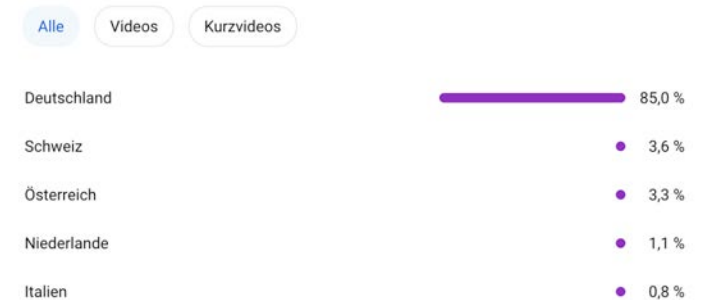 Alle Videos Kurzvideos
Deutschland 85,0 %
Schweiz 3,6 %
Österreich 3,3 %
Niederlande 1,1 %
Italien 0,8 %